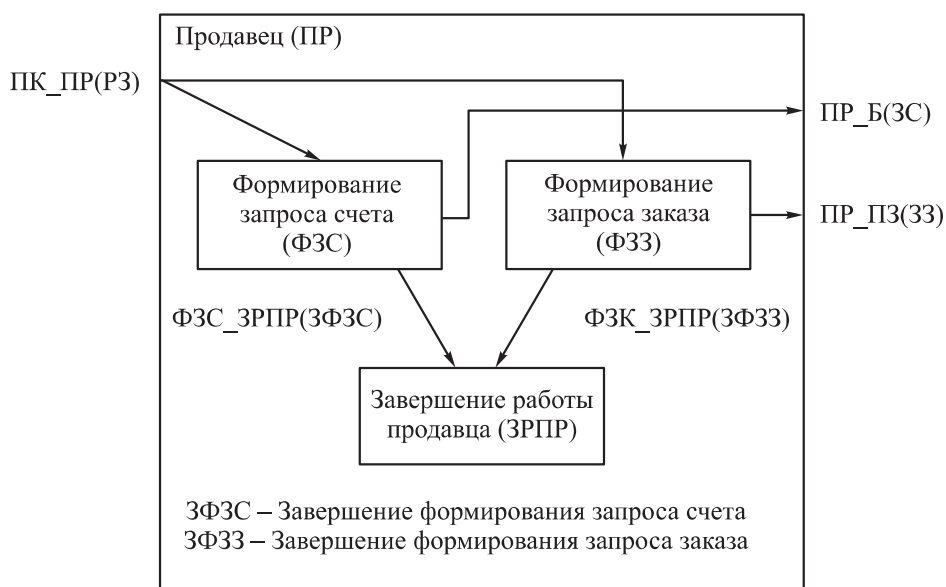 Продавец (ПР)
ПК_ПР(РЗ)
ПР_Б(ЗС)
Формирование
запроса счета
(ФЗС)
Формирование
запроса заказа
(ФЗЗ)
ПР_ПЗ(ЗЗ)
ФЗС_ЗРПР(ЗФЗС)
ФЗК_ЗРПР(ЗФЗЗ)
Завершение работы
продавца (ЗРПР)
ЗФЗС – Завершение формирования запроса счета
ЗФЗЗ – Завершение формирования запроса заказа